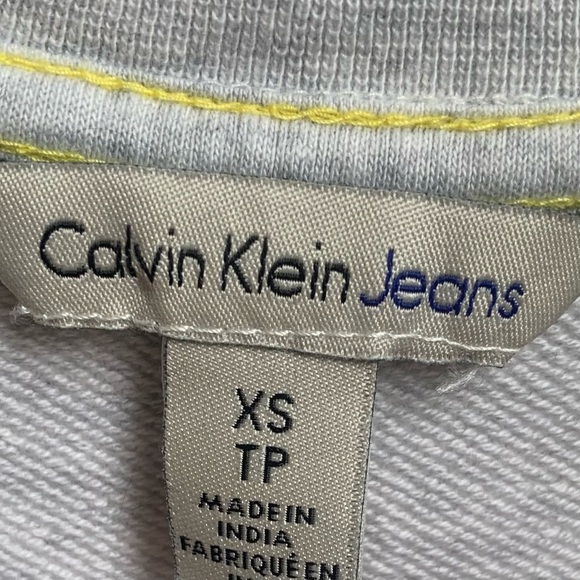 Calvin Klein Jeans
XS
TP
MADE IN
INDIA
FABRIQUÉ EN